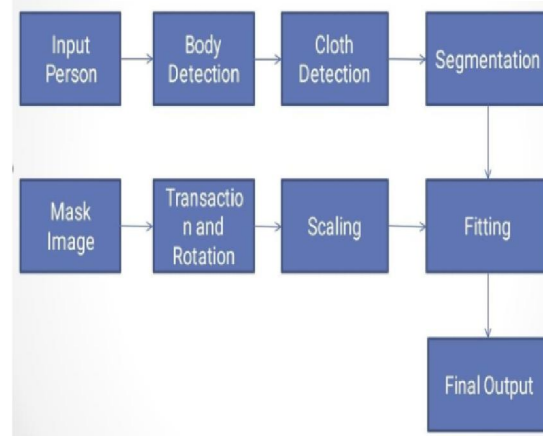 Input
Person
Body
Detection
Cloth
Detection
Segmentation
Mask
Image
Transactio
n and
Rotation
Scaling
Fitting
Final Output